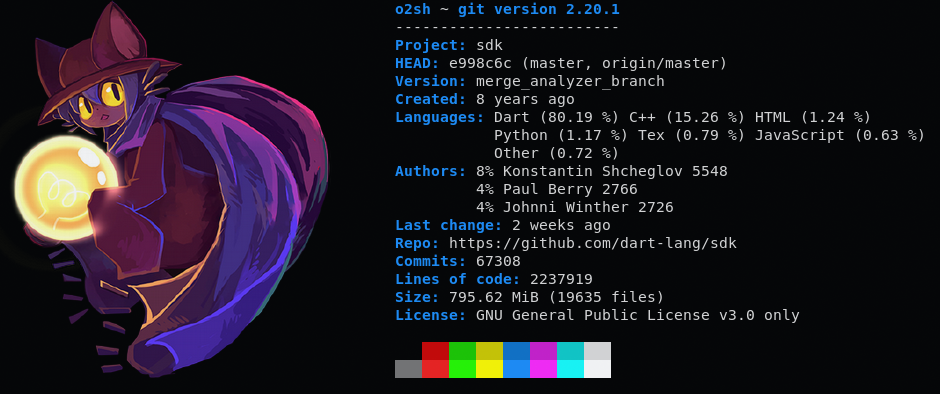 o2sh ~ git version 2.20.1
-------------------------
Project: sdk
HEAD: e998c6c (master, origin/master)
Version: merge_analyzer_branch
Created: 8 years ago
Languages: Dart (80.19 %) C++ (15.26 %) HTML (1.24 %)
Python (1.17 %) Tex (0.79 %) JavaScript (0.63 %)
Other (0.72 %)
Authors: 8% Konstantin Shcheglov 5548
4% Paul Berry 2766
4% Johnni Winther 2726
Last change: 2 weeks ago
Repo: https://github.com/dart-lang/sdk
Commits: 67308
Lines of code: 2237919
Size: 795.62 MiB (19635 files)
License: GNU General Public License v3.0 only